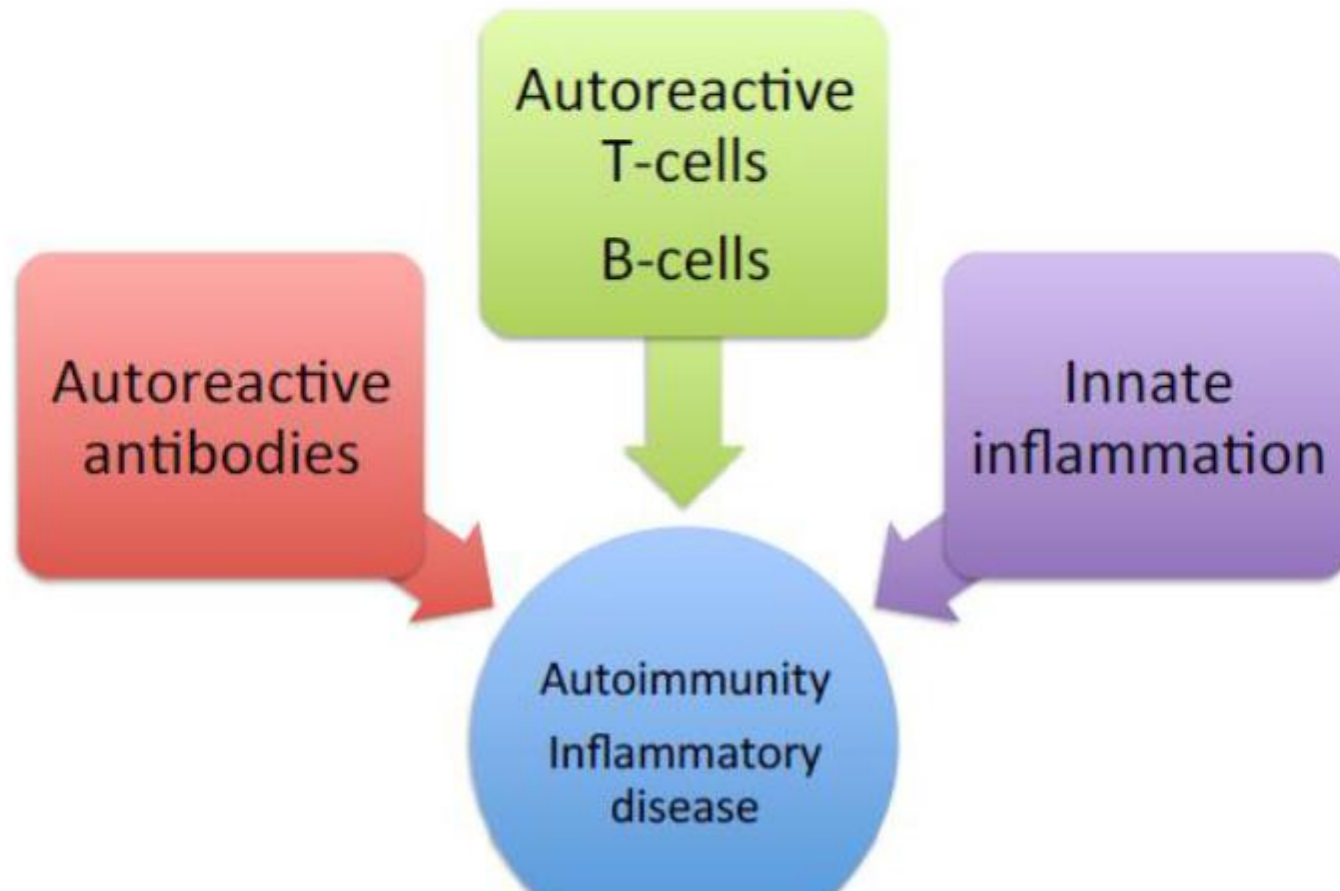 Autoreactive
T-cells
B-cells
Autoreactive
antibodies
Innate
inflammation
Autoimmunity
Inflammatory
disease